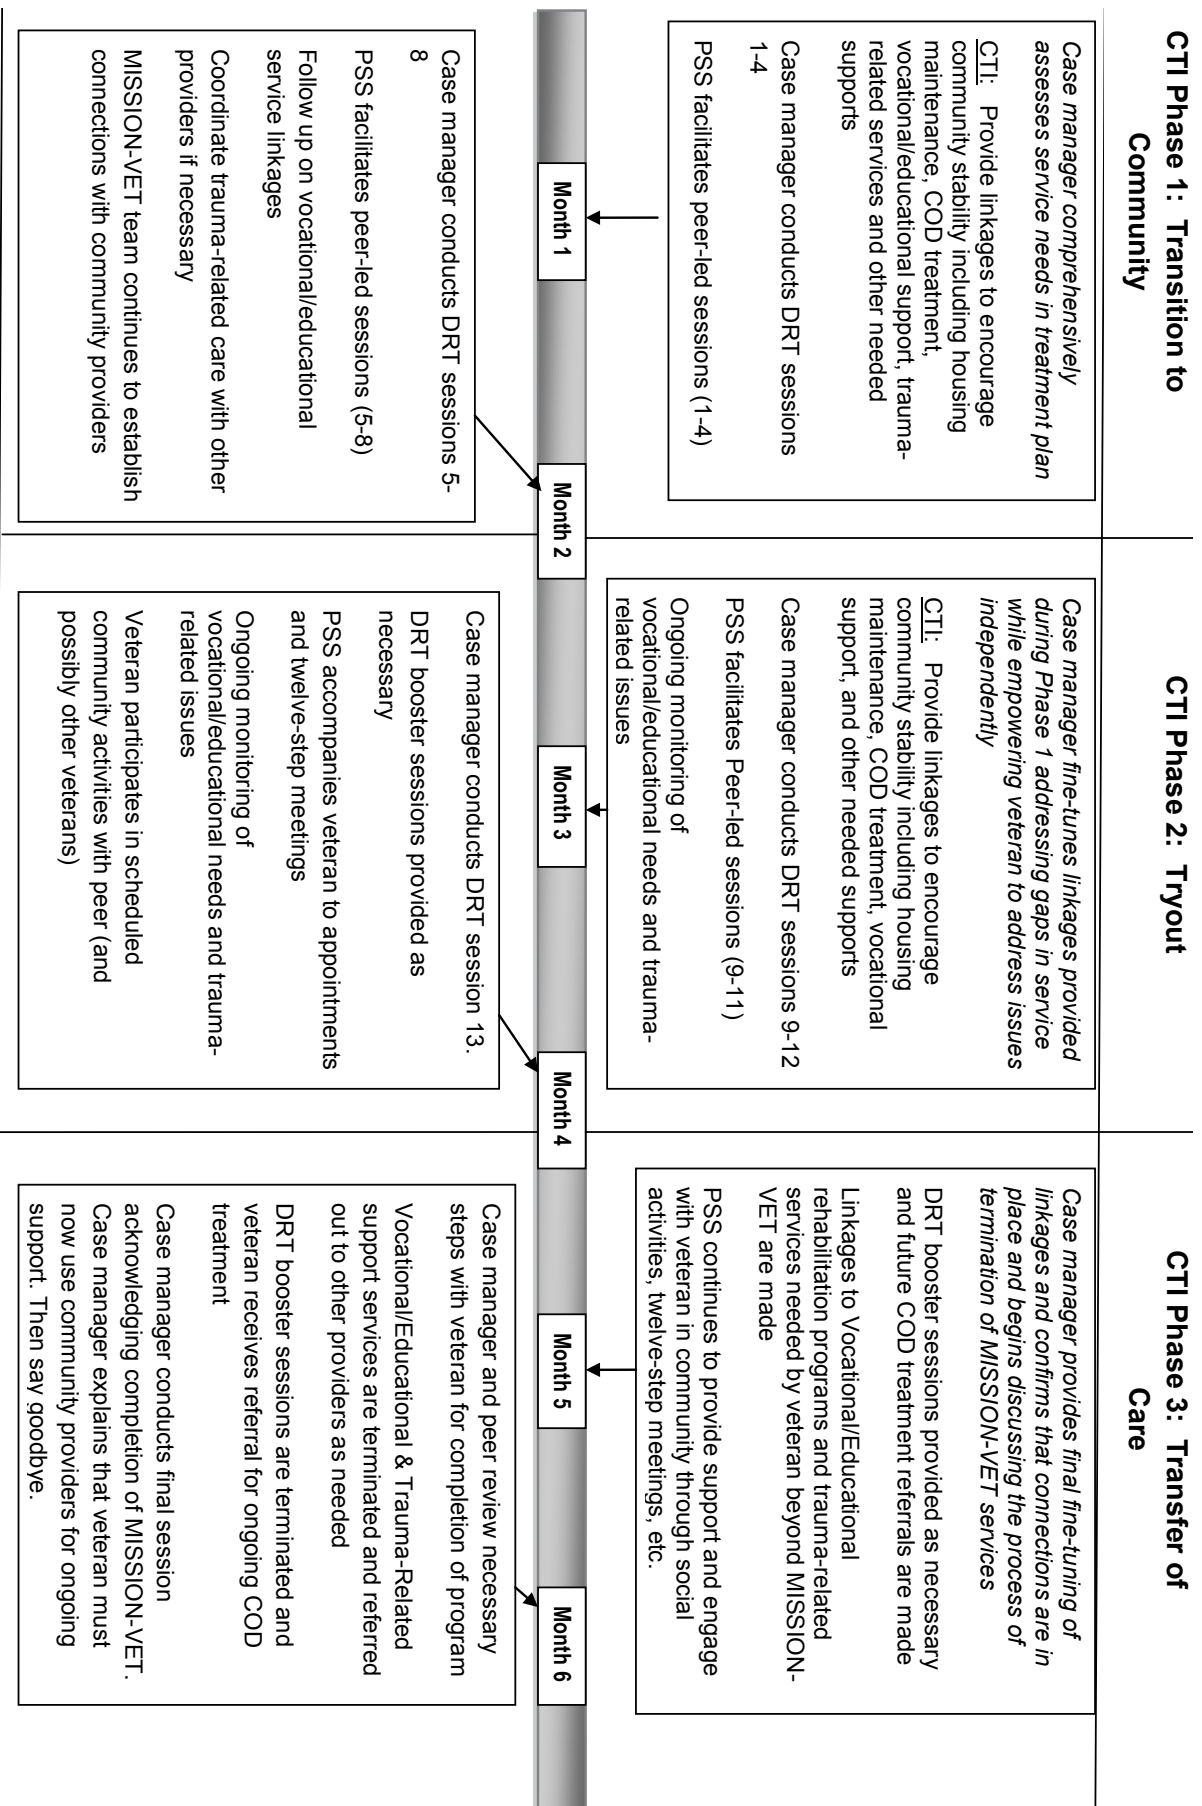 CTI Phase 1:  Transition to
Community
Case manager comprehensively
assesses service needs in treatment plan
CTI:  Provide linkages to encourage
community stability including housing
maintenance, COD treatment,
vocational/educational support, trauma-
related services and other needed
supports
Case manager conducts DRT sessions
1-4
PSS facilitates peer-led sessions (1-4)
Month 1
Case manager conducts DRT sessions 5-
8
PSS facilitates peer-led sessions (5-8)
Follow up on vocational/educational
service linkages
Coordinate trauma-related care with other
providers if necessary
MISSION-VET team continues to establish
connections with community providers
Month 2
CTI Phase 2:  Tryout
Case manager fine-tunes linkages provided
during Phase 1 addressing gaps in service
while empowering veteran to address issues
independently
CTI:  Provide linkages to encourage
community stability including housing
maintenance, COD treatment, vocational
support, and other needed supports
Case manager conducts DRT sessions 9-12
PSS facilitates Peer-led sessions (9-11)
Ongoing monitoring of
vocational/educational needs and trauma-
related issues
Month 3
Case manager conducts DRT session 13.
DRT booster sessions provided as
necessary
PSS accompanies veteran to appointments
and twelve-step meetings
Ongoing monitoring of
vocational/educational needs and trauma-
related issues
Veteran participates in scheduled
community activities with peer (and
possibly other veterans)
Month 4
CTI Phase 3:  Transfer of
Care
Case manager provides final fine-tuning of
linkages and confirms that connections are in
place and begins discussing the process of
termination of MISSION-VET services
DRT booster sessions provided as necessary
and future COD treatment referrals are made
Linkages to Vocational/Educational
rehabilitation programs and trauma-related
services needed by veteran beyond MISSION-
VET are made
PSS continues to provide support and engage
with veteran in community through social
activities, twelve-step meetings, etc.
Month 5
Case manager and peer review necessary
steps with veteran for completion of program
Vocational/Educational & Trauma-Related
support services are terminated and referred
out to other providers as needed
DRT booster sessions are terminated and
veteran receives referral for ongoing COD
treatment
Case manager conducts final session
acknowledging completion of MISSION-VET.
Case manager explains that veteran must
now use community providers for ongoing
support. Then say goodbye.
Month 6